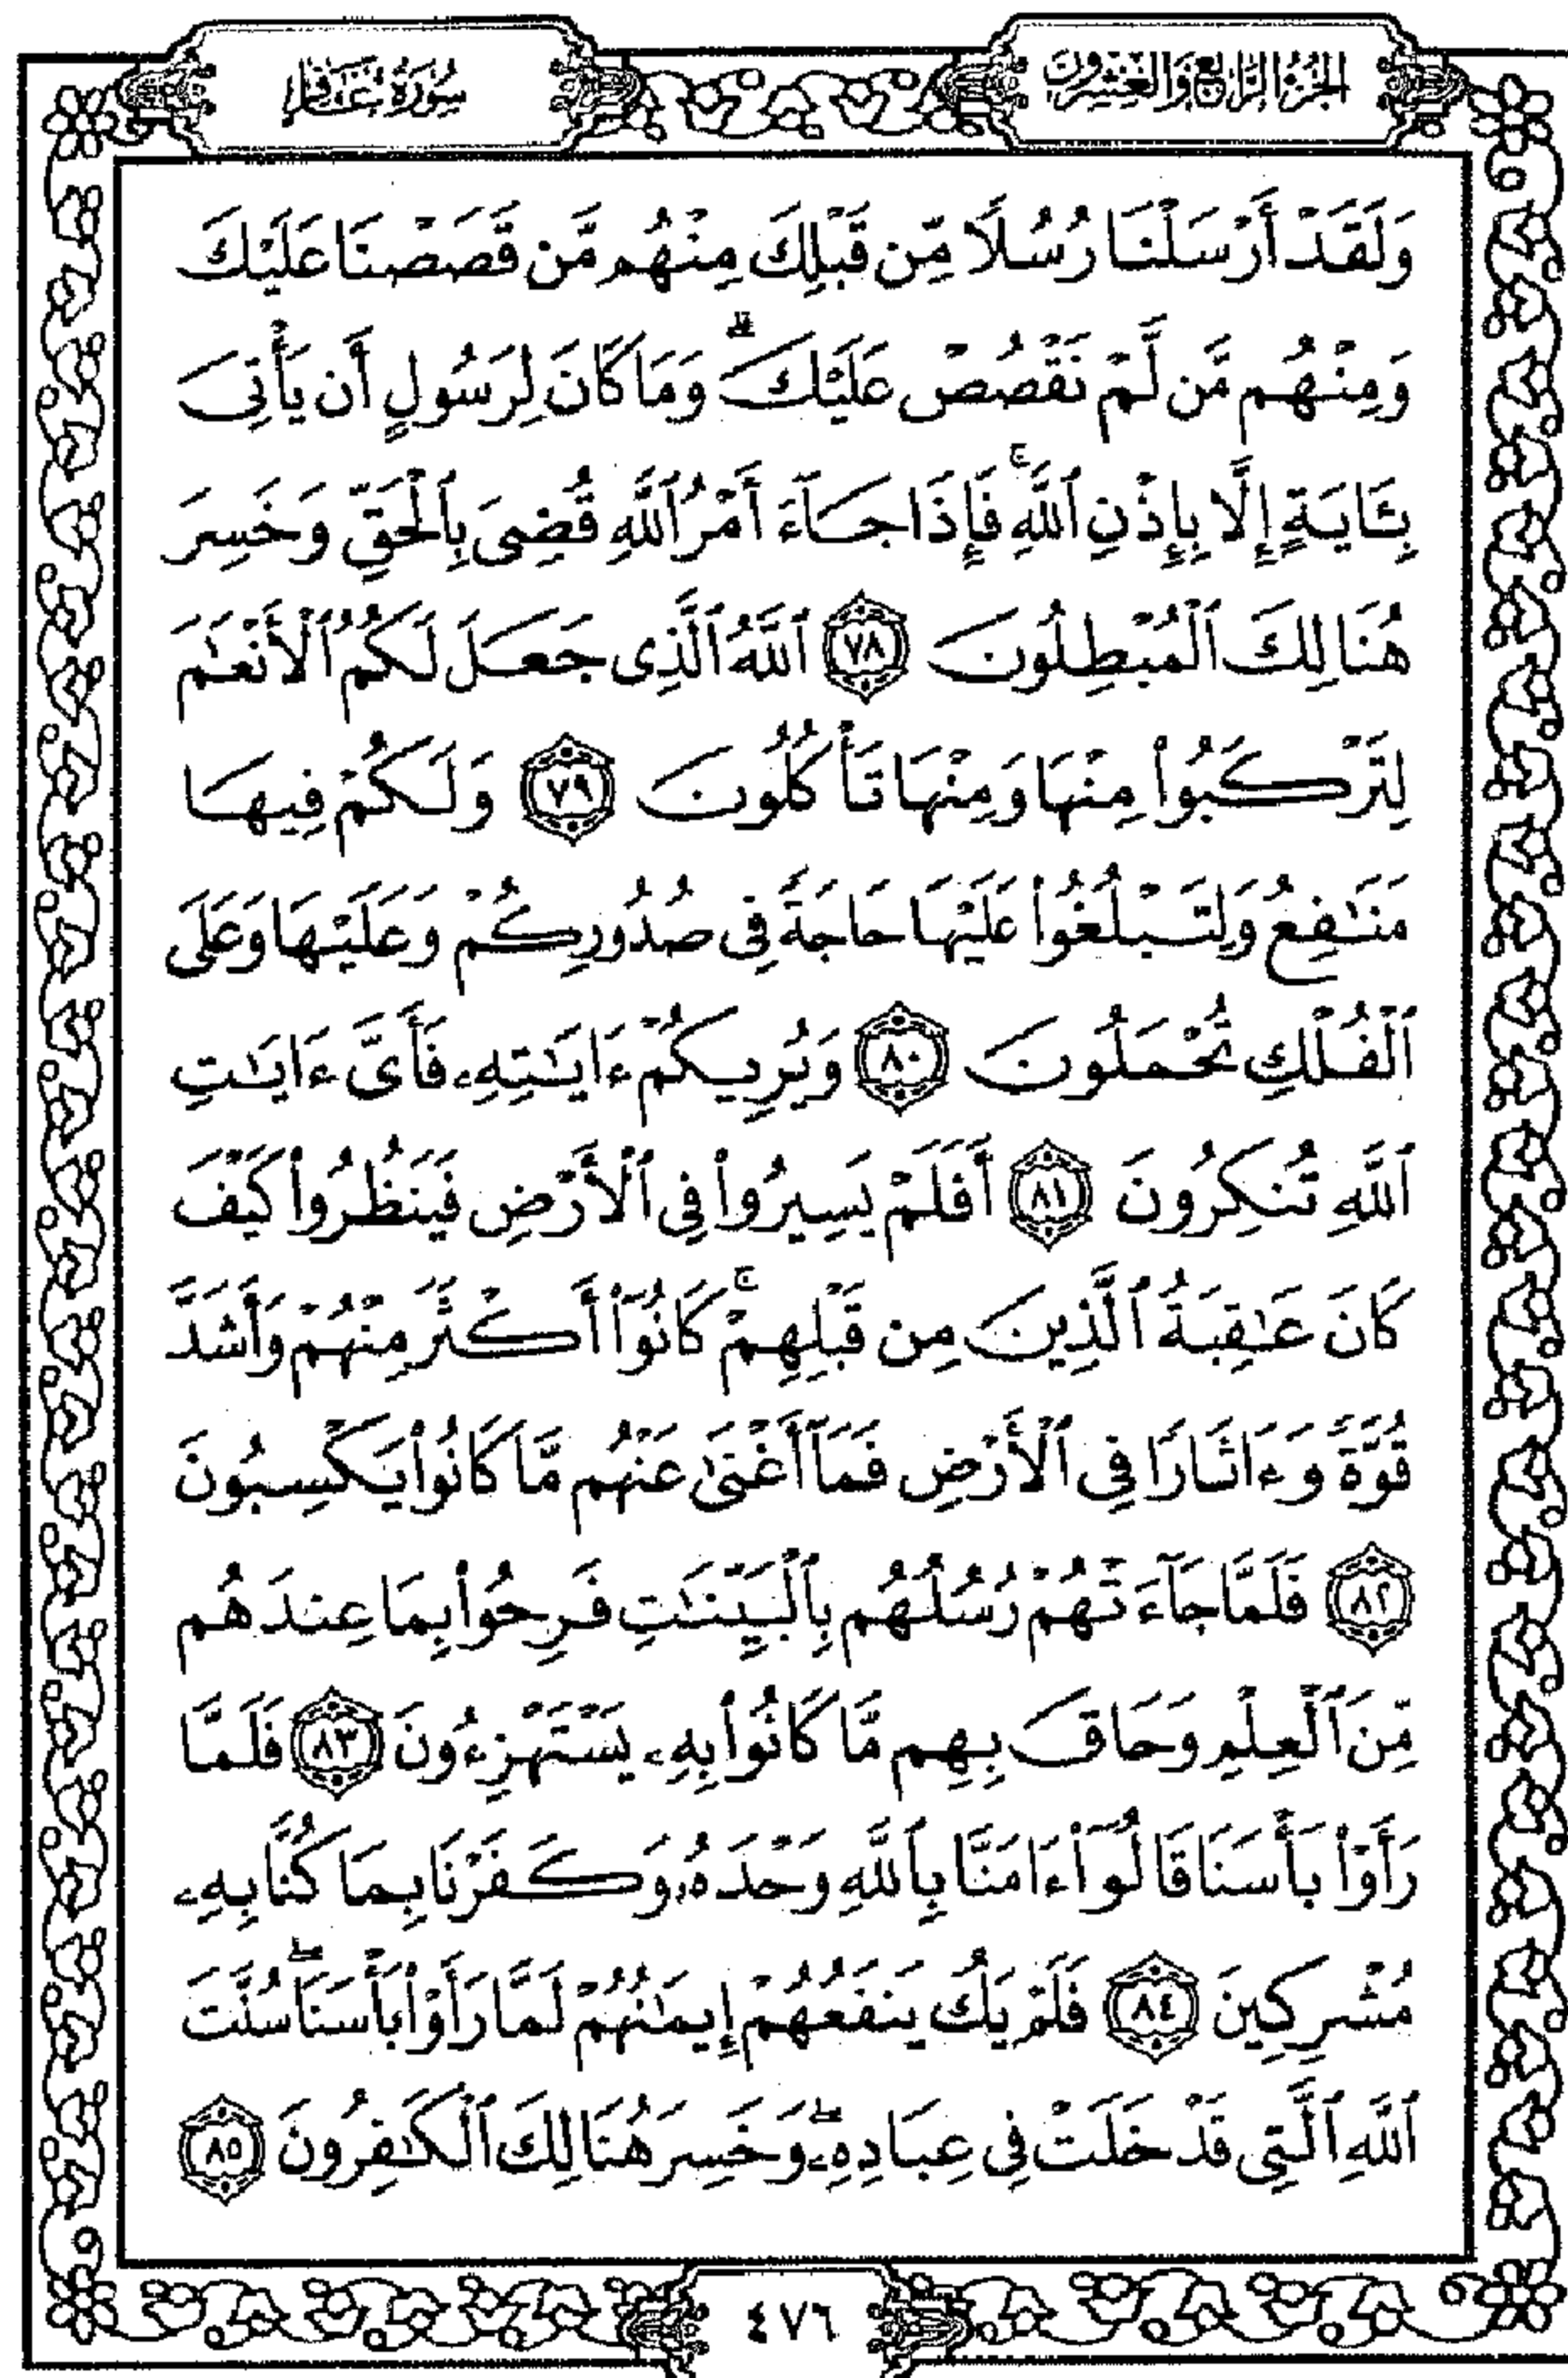 الجزء الرابع والعشرون
سورة غافر
وَلَقَدْ أَرْسَلْنَا رُسُلًا مِّن قَبْلِكَ مِنْهُم مَّن قَصَصْنَا عَلَيْكَ
وَمِنْهُم مَّن لَّمْ نَقْصُصْ عَلَيْكَ ۗ وَمَا كَانَ لِرَسُولٍ أَن يَأْتِىَ
بِـَٔايَةٍ إِلَّا بِإِذْنِ ٱللَّهِ ۚ فَإِذَا جَآءَ أَمْرُ ٱللَّهِ قُضِىَ بِٱلْحَقِّ وَخَسِرَ
هُنَالِكَ ٱلْمُبْطِلُونَ ٧٨ ٱللَّهُ ٱلَّذِى جَعَلَ لَكُمُ ٱلْأَنْعَٰمَ
لِتَرْكَبُوا۟ مِنْهَا وَمِنْهَا تَأْكُلُونَ ٧٩ وَلَكُمْ فِيهَا
مَنَٰفِعُ وَلِتَبْلُغُوا۟ عَلَيْهَا حَاجَةً فِى صُدُورِكُمْ وَعَلَيْهَا وَعَلَى
ٱلْفُلْكِ تُحْمَلُونَ ٨٠ وَيُرِيكُمْ ءَايَٰتِهِۦ فَأَىَّ ءَايَٰتِ
ٱللَّهِ تُنكِرُونَ ٨١ أَفَلَمْ يَسِيرُوا۟ فِى ٱلْأَرْضِ فَيَنظُرُوا۟ كَيْفَ
كَانَ عَٰقِبَةُ ٱلَّذِينَ مِن قَبْلِهِمْ ۚ كَانُوٓا۟ أَكْثَرَ مِنْهُمْ وَأَشَدَّ
قُوَّةً وَءَاثَارًا فِى ٱلْأَرْضِ فَمَآ أَغْنَىٰ عَنْهُم مَّا كَانُوا۟ يَكْسِبُونَ
٨٢ فَلَمَّا جَآءَتْهُمْ رُسُلُهُم بِٱلْبَيِّنَٰتِ فَرِحُوا۟ بِمَا عِندَهُم
مِّنَ ٱلْعِلْمِ وَحَاقَ بِهِم مَّا كَانُوا۟ بِهِۦ يَسْتَهْزِءُونَ ٨٣ فَلَمَّا
رَأَوْا۟ بَأْسَنَا قَالُوٓا۟ ءَامَنَّا بِٱللَّهِ وَحْدَهُۥ وَكَفَرْنَا بِمَا كُنَّا بِهِۦ
مُشْرِكِينَ ٨٤ فَلَمْ يَكُ يَنفَعُهُمْ إِيمَٰنُهُمْ لَمَّا رَأَوْا۟ بَأْسَنَا ۖ سُنَّتَ
ٱللَّهِ ٱلَّتِى قَدْ خَلَتْ فِى عِبَادِهِۦ ۖ وَخَسِرَ هُنَالِكَ ٱلْكَٰفِرُونَ ٨٥
٤٧٦